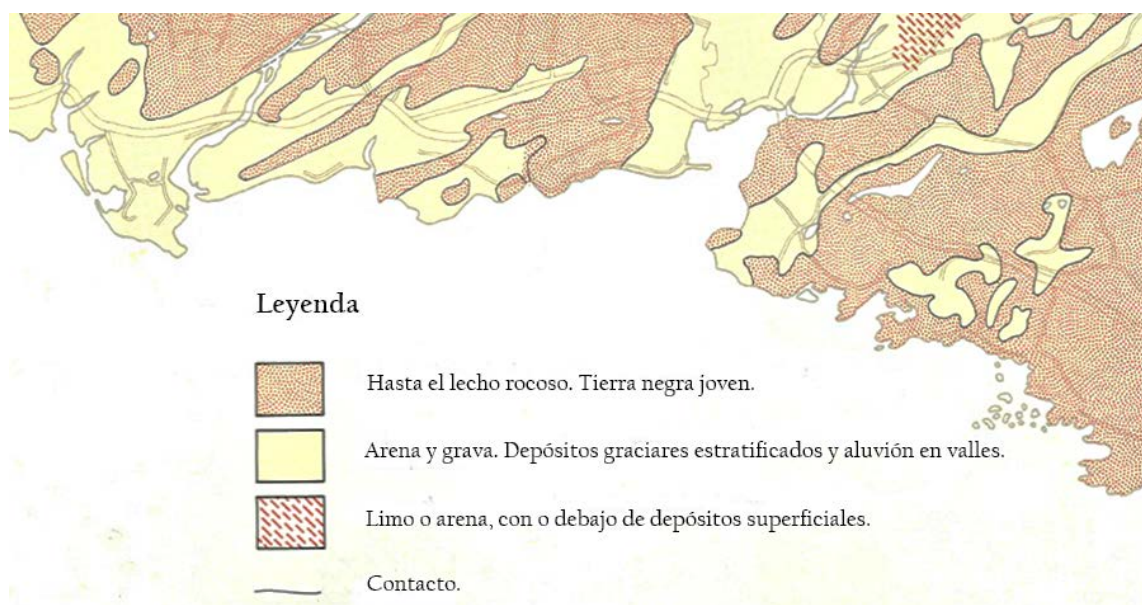 Leyenda
Hasta el lecho rocoso. Tierra negra joven.
Arena y grava. Depósitos graciares estratificados y aluvión en valles.
Limo o arena, con o debajo de depósitos superficiales.
Contacto.